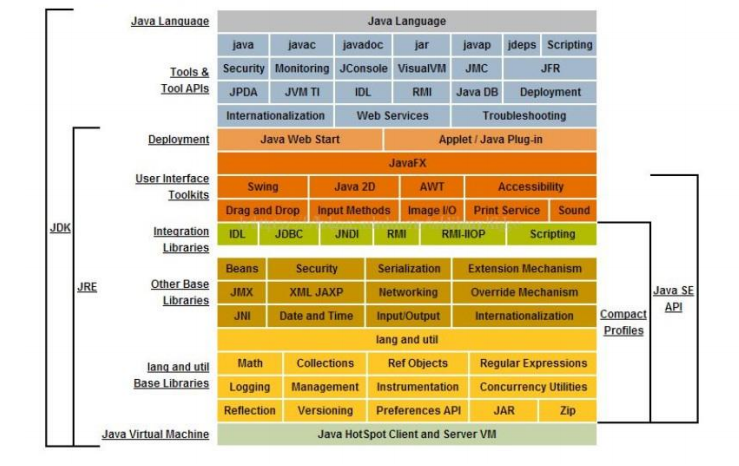 Java Language Java Language
java javac javadoc jar javap jdeps Scripting
Security Monitoring JConsole VisualVM JMC JFR
Tools &
Tool APIs
JPDA JVM TI IDL RMI Java DB Deployment
Internationalization Web Services Troubleshooting
Deployment Java Web Start Applet / Java Plug-in
JavaFX
User Interface
Toolkits
Swing Java 2D AWT Accessibility
Drag and Drop Input Methods Image I/O Print Service Sound
Integration
Libraries
IDL JDBC JNDI RMI RMI-IIOP Scripting
JDK
JRE
Beans Security Serialization Extension Mechanism
Other Base
Libraries
JMX XML JAXP Networking Override Mechanism
JNI Date and Time Input/Output Internationalization
Java SE
API
Compact
Profiles
lang and util
lang and util
Base Libraries
Math Collections Ref Objects Regular Expressions
Logging Management Instrumentation Concurrency Utilities
Reflection Versioning Preferences API JAR Zip
Java Virtual Machine Java HotSpot Client and Server VM